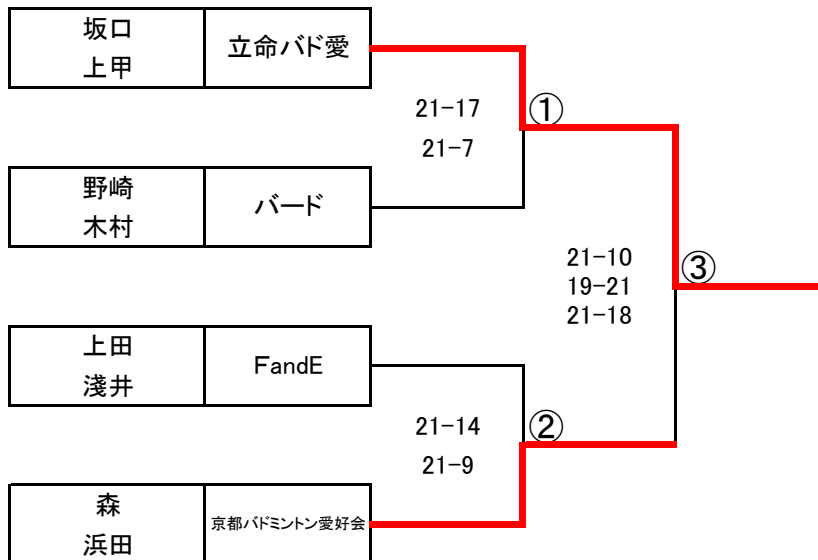 坂口
上甲
立命バド愛
21-17
21-7
①
野崎
木村
バード
21-10
19-21
21-18
③
上田
淺井
FandE
21-14
21-9
②
森
浜田
京都バドミントン愛好会